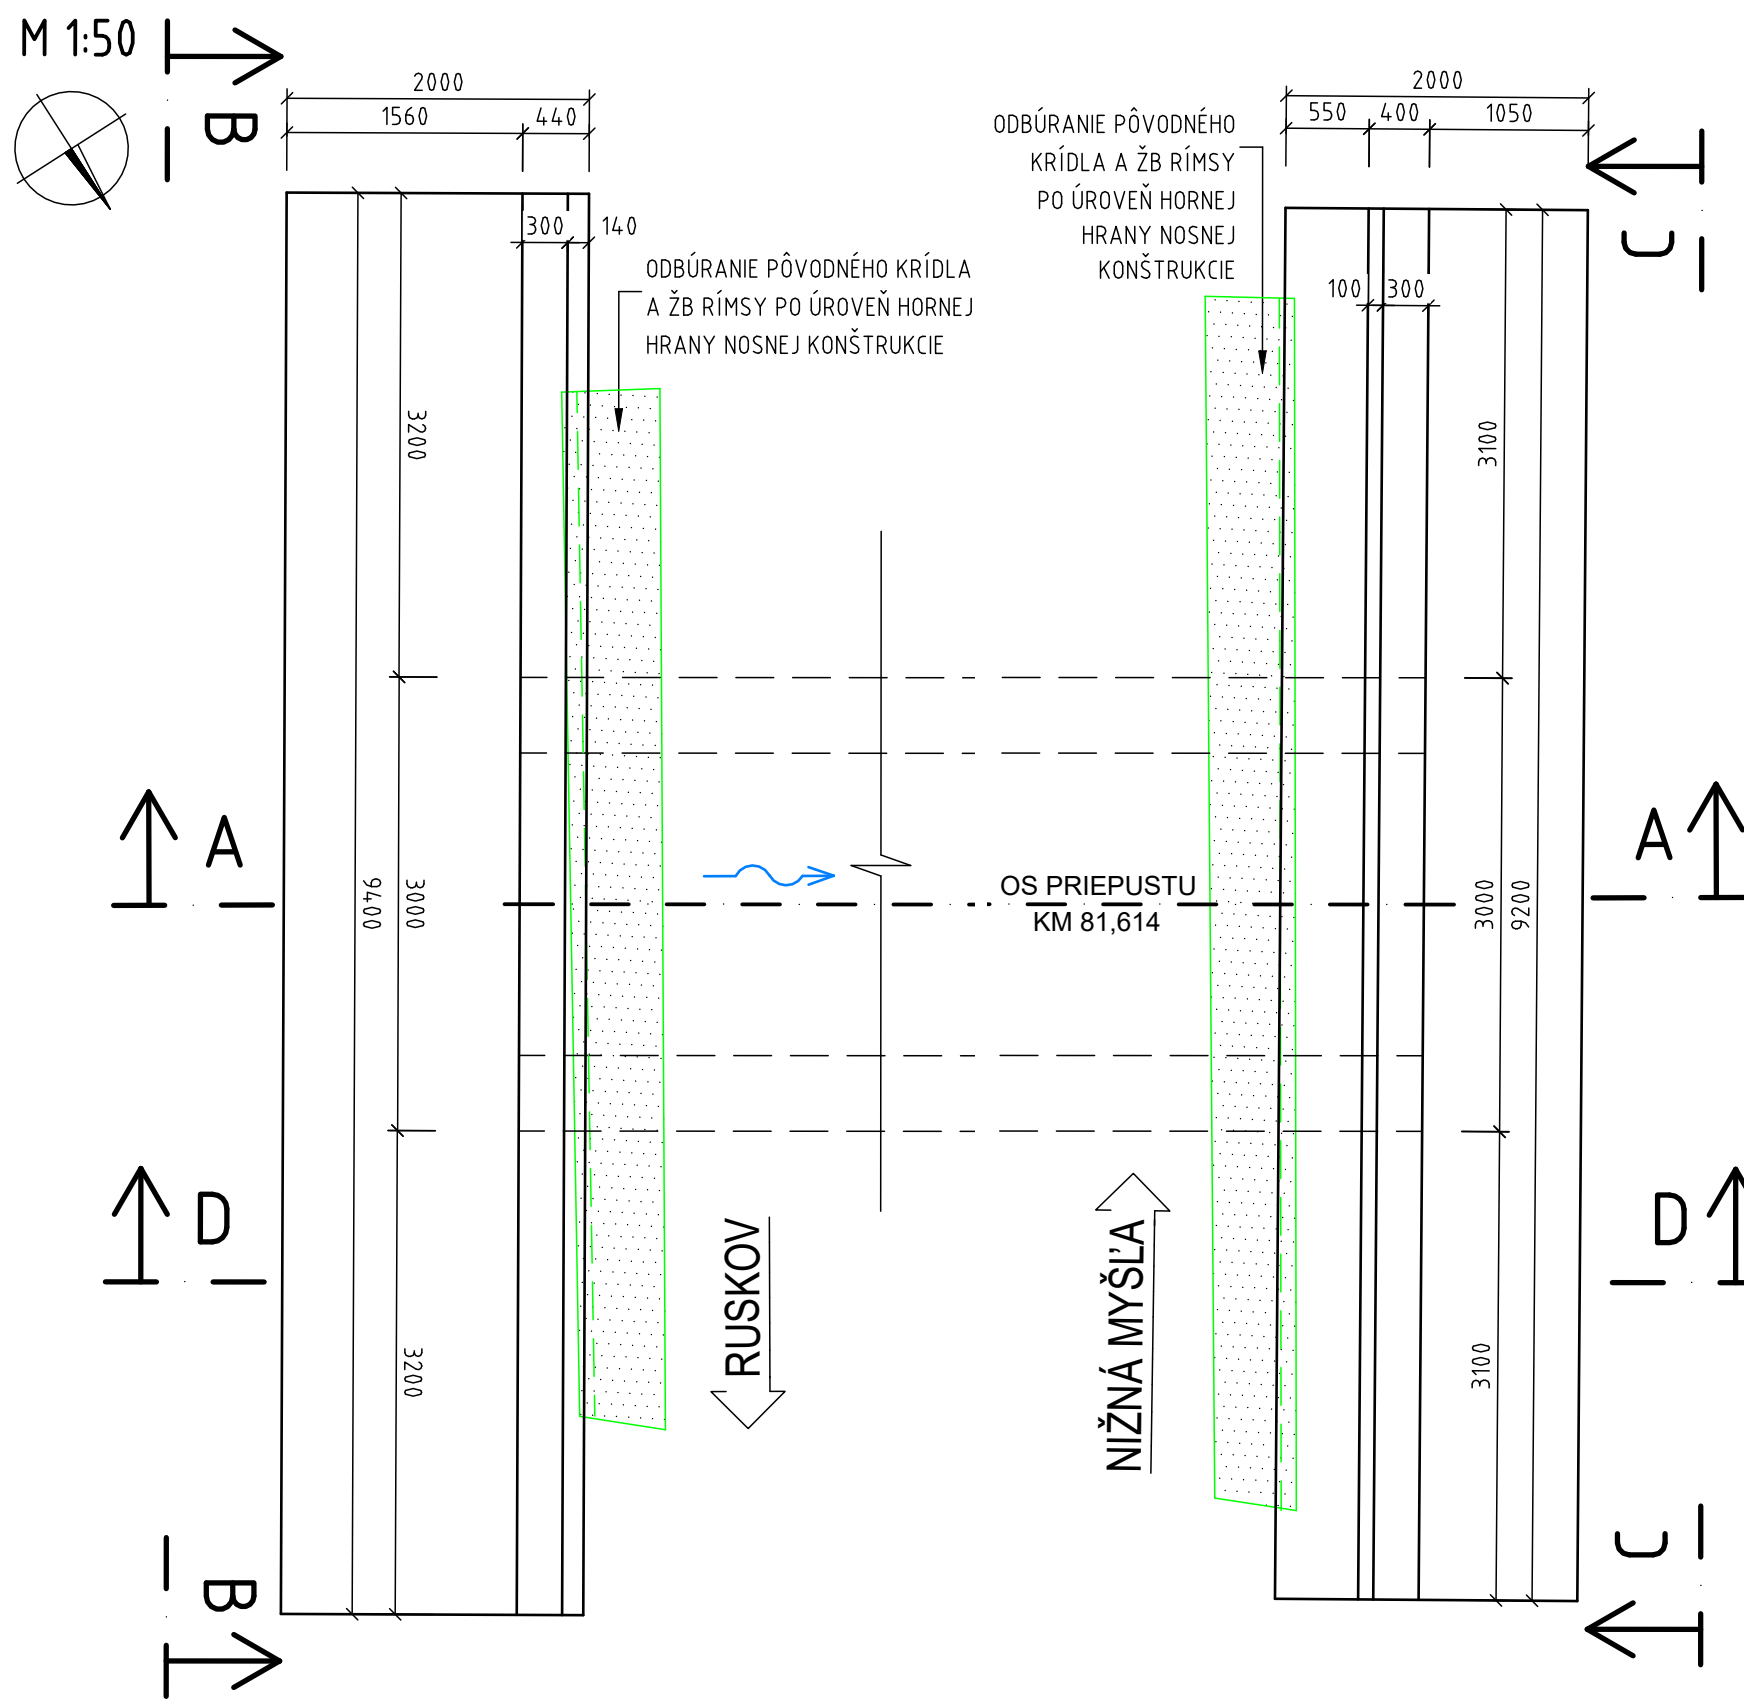 M 1:50
B
2000
1560
440
300
140
ODBÚRANIE PÔVODNÉHO KRÍDLA
A ŽB RÍMSY PO ÚROVEŇ HORNEJ
HRANY NOSNEJ KONŠTRUKCIE
ODBÚRANIE PÔVODNÉHO
KRÍDLA A ŽB RÍMSY
PO ÚROVEŇ HORNEJ
HRANY NOSNEJ
KONŠTRUKCIE
2000
550
400
1050
C
100
300
3200
3100
A
A
9400
3000
OS PRIEPUSTU
KM 81,614
3000
9200
D
D
RUSKOV
NIŽNÁ MYŠĽA
3200
3100
B
C